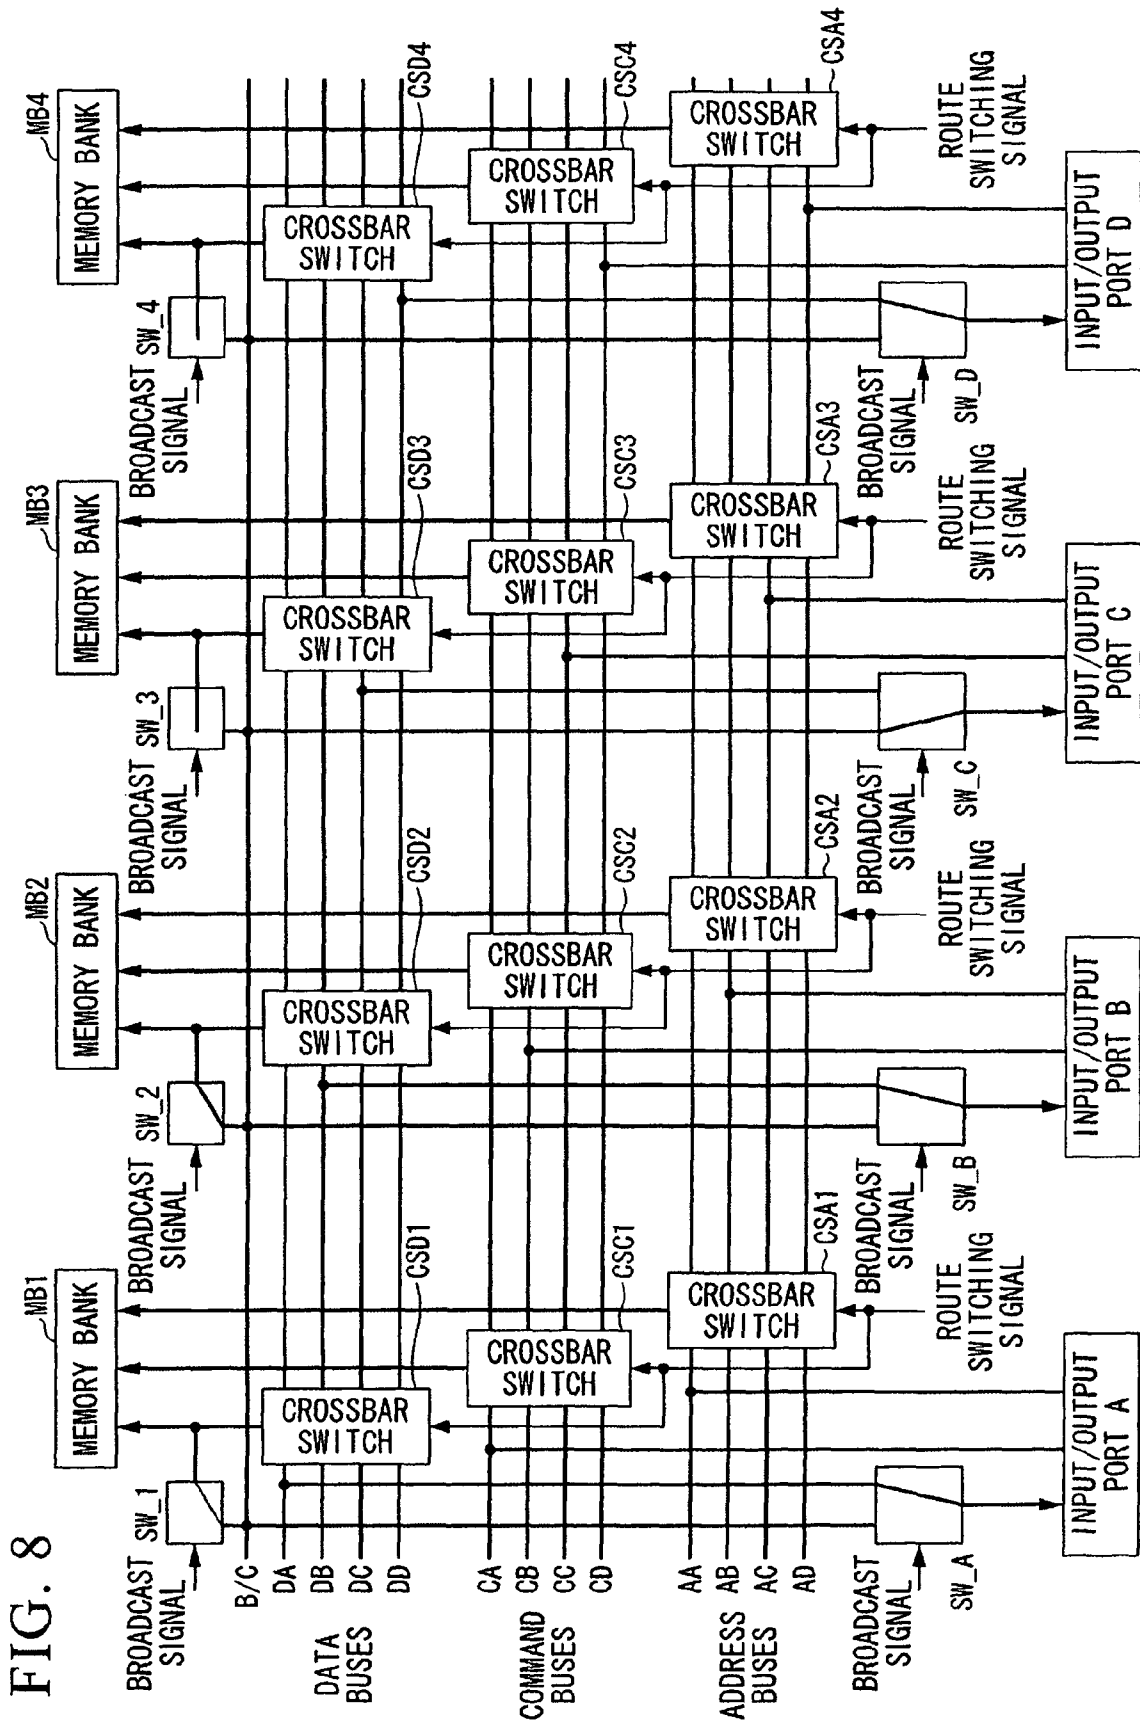 FIG. 8
MB1
MEMORY BANK
MB2
MEMORY BANK
MB3
MEMORY BANK
MB4
MEMORY BANK
BROADCAST
SIGNAL
SW_1
BROADCAST
SIGNAL
SW_2
BROADCAST
SIGNAL
SW_3
BROADCAST
SIGNAL
SW_4
B/C
DA
DB
DC
DD
DATA
BUSES
CROSSBAR
SWITCH
CSD1
CROSSBAR
SWITCH
CSD2
CROSSBAR
SWITCH
CSD3
CROSSBAR
SWITCH
CSD4
CA
CB
CC
CD
COMMAND
BUSES
CROSSBAR
SWITCH
CSC1
CROSSBAR
SWITCH
CSC2
CROSSBAR
SWITCH
CSC3
CROSSBAR
SWITCH
CSC4
AA
AB
AC
AD
ADDRESS
BUSES
CROSSBAR
SWITCH
CSA1
CROSSBAR
SWITCH
CSA2
CROSSBAR
SWITCH
CSA3
CROSSBAR
SWITCH
CSA4
BROADCAST
SIGNAL
SW_A
ROUTE
SWITCHING
SIGNAL
BROADCAST
SIGNAL
SW_B
ROUTE
SWITCHING
SIGNAL
BROADCAST
SIGNAL
SW_C
ROUTE
SWITCHING
SIGNAL
BROADCAST
SIGNAL
SW_D
ROUTE
SWITCHING
SIGNAL
INPUT/OUTPUT
PORT A
INPUT/OUTPUT
PORT B
INPUT/OUTPUT
PORT C
INPUT/OUTPUT
PORT D